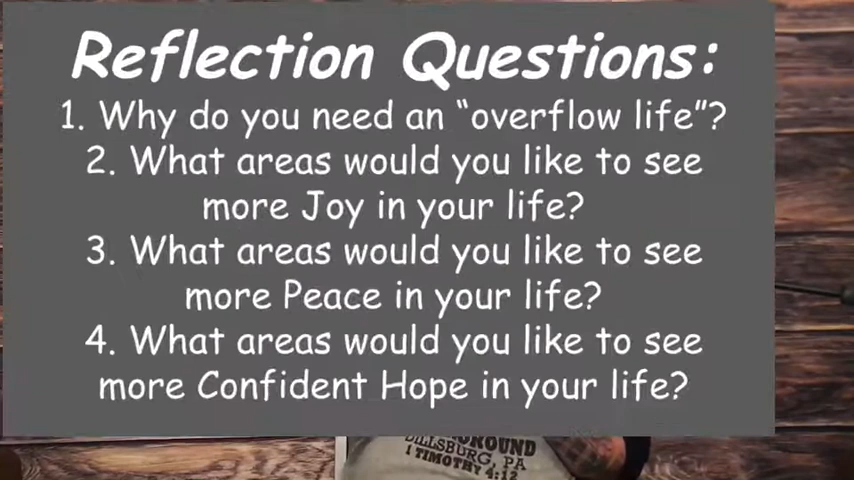 Reflection Questions:
1. Why do you need an “overflow life”?
2. What areas would you like to see
more Joy in your life?
3. What areas would you like to see
more Peace in your life?
4. What areas would you like to see
more Confident Hope in your life?
DILLSBURG, PA
1 TIMOTHY 4:12